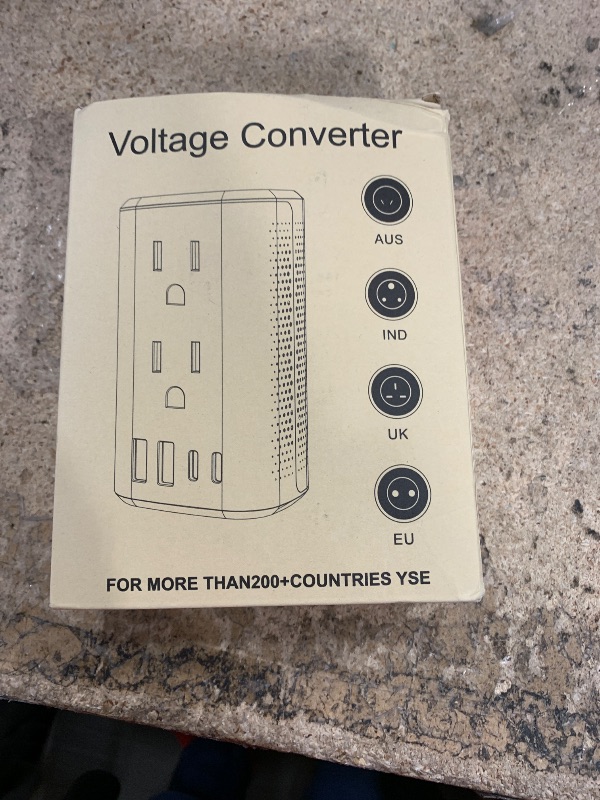 Voltage Converter
AUS
IND
UK
EU
FOR MORE THAN200+COUNTRIES YSE